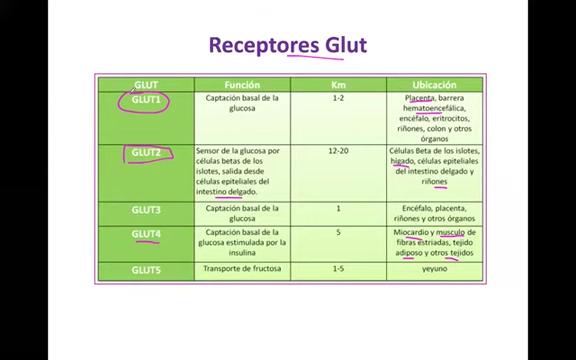 Receptores Glut
GLUT Función Km Ubicación
GLUT1 Captación basal de la glucosa 1-2 Placenta, barrera hematoencefálica, encéfalo, eritrocitos, riñones, colon y otros órganos
GLUT2 Sensor de la glucosa por células betas de los islotes, salida desde células epiteliales del intestino delgado. 12-20 Células Beta de los islotes, hígado, células epiteliales del intestino delgado y riñones
GLUT3 Captación basal de la glucosa 1 Encéfalo, placenta, riñones y otros órganos
GLUT4 Captación basal de la glucosa estimulada por la insulina 5 Miocardio y musculo de fibras estriadas, tejido adiposo y otros tejidos
GLUT5 Transporte de fructosa 1-5 yeyuno